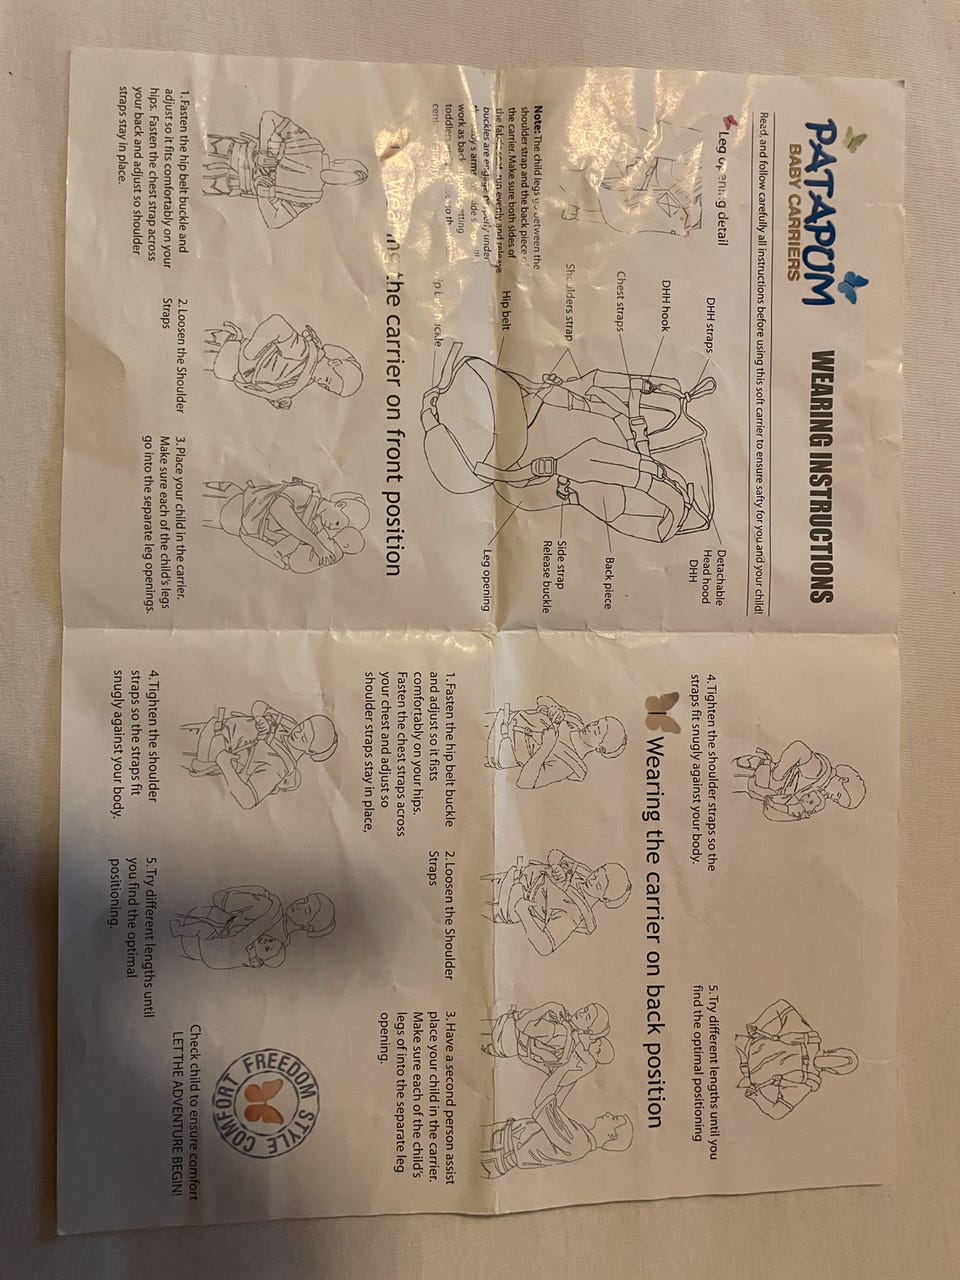 PATAPUM
BABY CARRIERS
WEARING INSTRUCTIONS
Read, and follow carefully all instructions before using this soft carrier to ensure safty for you and your child!
Leg opening detail
Note: The child legs go between the
shoulder strap and the back piece of
the carrier. Make sure both sides of
run evenly and release
buckles are properly under
work as back
toddlers
DHH straps
DHH hook
Chest straps
Shoulders strap
Hip belt
Detachable
Head hood
DHH
Back piece
Side strap
Release buckle
Leg opening
Wearing the carrier on front position
1. Fasten the hip belt buckle and
adjust so it fits comfortably on your
hips. Fasten the chest strap across
your back and adjust so shoulder
straps stay in place.
2. Loosen the Shoulder
Straps
3. Place your child in the carrier.
Make sure each of the child's legs
go into the separate leg openings.
4. Tighten the shoulder straps so the
straps fit snugly against your body.
5. Try different lengths until you
find the optimal positioning
Wearing the carrier on back position
1. Fasten the hip belt buckle
and adjust so it fists
comfortably on your hips.
Fasten the chest straps across
your chest and adjust so
shoulder straps stay in place,
2. Loosen the Shoulder
Straps
3. Have a second person assist
place your child in the carrier.
Make sure each of the child's
legs of into the separate leg
opening.
4. Tighten the shoulder
straps so the straps fit
snugly against your body.
5. Try different lengths until
you find the optimal
positioning.
FREEDOM STYLE COMFORT
Check child to ensure comfort
LET THE ADVENTURE BEGIN!